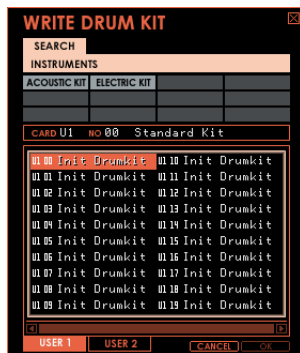 WRITE DRUM KIT
SEARCH
INSTRUMENTS
ACOUSTIC KIT ELECTRIC KIT
CARD U1 NO 00 Standard Kit
U1 00 Init Drumkit U1 10 Init Drumkit
U1 01 Init Drumkit U1 11 Init Drumkit
U1 02 Init Drumkit U1 12 Init Drumkit
U1 03 Init Drumkit U1 13 Init Drumkit
U1 04 Init Drumkit U1 14 Init Drumkit
U1 05 Init Drumkit U1 15 Init Drumkit
U1 06 Init Drumkit U1 16 Init Drumkit
U1 07 Init Drumkit U1 17 Init Drumkit
U1 08 Init Drumkit U1 18 Init Drumkit
U1 09 Init Drumkit U1 19 Init Drumkit
USER 1 USER 2 CANCEL OK